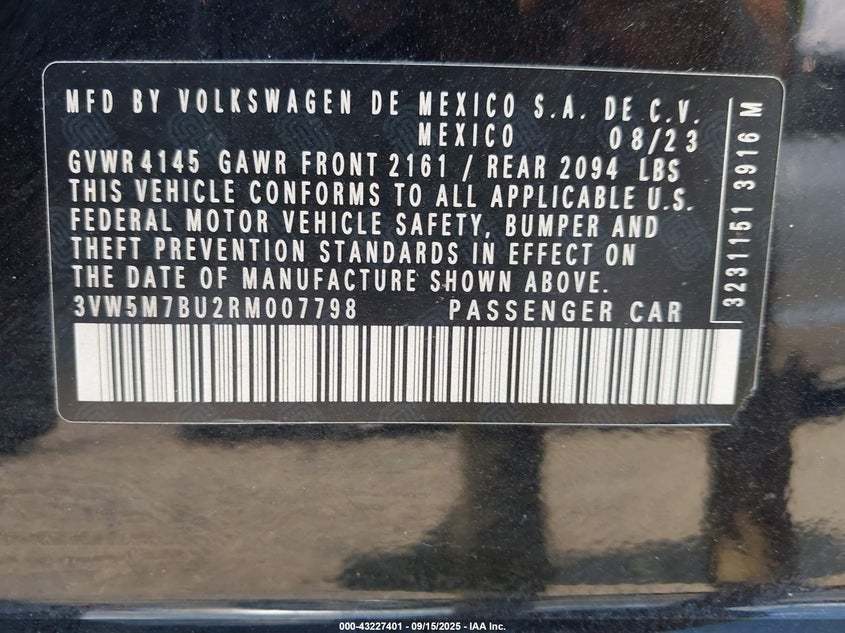 MFD BY VOLKSWAGEN DE MEXICO S.A. DE C.V.
MEXICO 08/23
GVWR 4145 GAWR FRONT 2161 / REAR 2094 LBS
THIS VEHICLE CONFORMS TO ALL APPLICABLE U.S.
FEDERAL MOTOR VEHICLE SAFETY, BUMPER AND
THEFT PREVENTION STANDARDS IN EFFECT ON
THE DATE OF MANUFACTURE SHOWN ABOVE.
3VW5M7BU2RM007798 PASSENGER CAR
3231151 3916 M
000-43227401 - 09/15/2025 - IAA Inc.